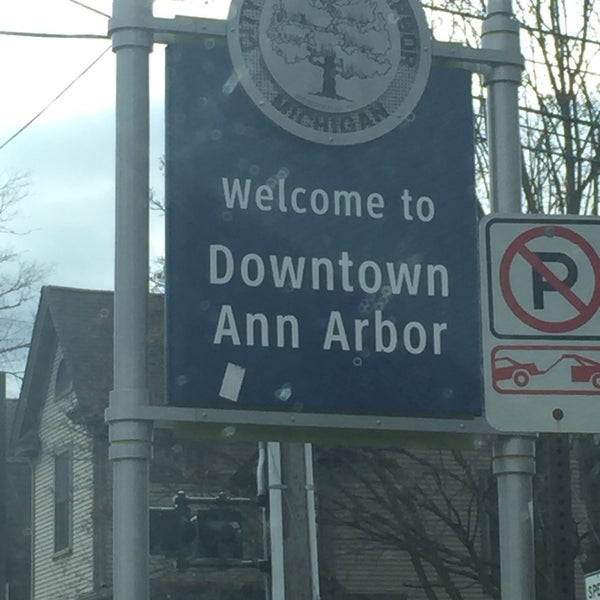 MICHIGAN
Welcome to
Downtown
Ann Arbor
P